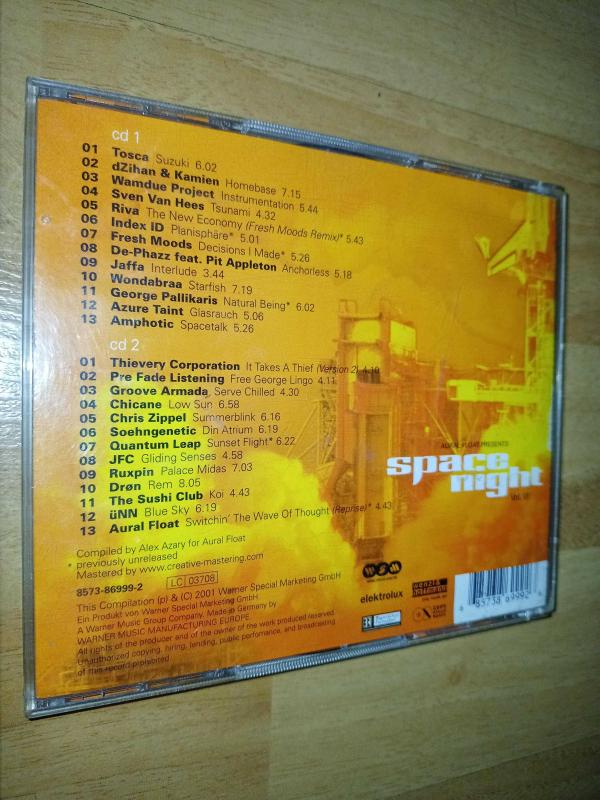 cd 1
01 Tosca Suzuki 6.02
02 dZihan & Kamien Homebase 7.15
03 Wamdue Project Instrumentation 5.44
04 Sven Van Hees Tsunami 4.32
05 Riva The New Economy (Fresh Moods Remix)* 5.43
06 Index iD Planisphäre* 5.01
07 Fresh Moods Decisions I Made* 5.26
08 De-Phazz feat. Pit Appleton Anchorless 5.18
09 Jaffa Interlude 3.44
10 Wondabraa Starfish 7.19
11 George Pallikaris Natural Being* 6.02
12 Azure Taint Glasrauch 5.06
13 Amphotic Spacetalk 5.26
cd 2
01 Thievery Corporation It Takes A Thief (Version 2) 4.10
02 Pre Fade Listening Free George Lingo 4.11
03 Groove Armada Serve Chilled 4.30
04 Chicane Low Sun 6.58
05 Chris Zippel Summerblink 6.16
06 Soehngenetic Din Atrium 6.19
07 Quantum Leap Sunset Flight* 6.22
08 JFC Gliding Senses 4.58
09 Ruxpin Palace Midas 7.03
10 Drøn Rem 8.05
11 The Sushi Club Koi 4.43
12 üNN Blue Sky 6.19
13 Aural Float Switchin' The Wave Of Thought (Reprise)* 4.43
AURAL FLOAT PRESENTS
space
night
Compiled by Alex Azary for Aural Float
* previously unreleased
Mastered by www.creative-mastering.com
8573-86999-2 LC 03708
This Compilation (p) & (C) 2001 Warner Special Marketing GmbH
Ein Produkt von Warner Special Marketing GmbH
A Warner Music Group Company. Made in Germany by
WARNER MUSIC MANUFACTURING EUROPE.
All rights of the producer and of the owner of the work produced reserved.
Unauthorized copying, hiring, lending, public performance, and broadcasting
of this record prohibited
wsm
elektrolux